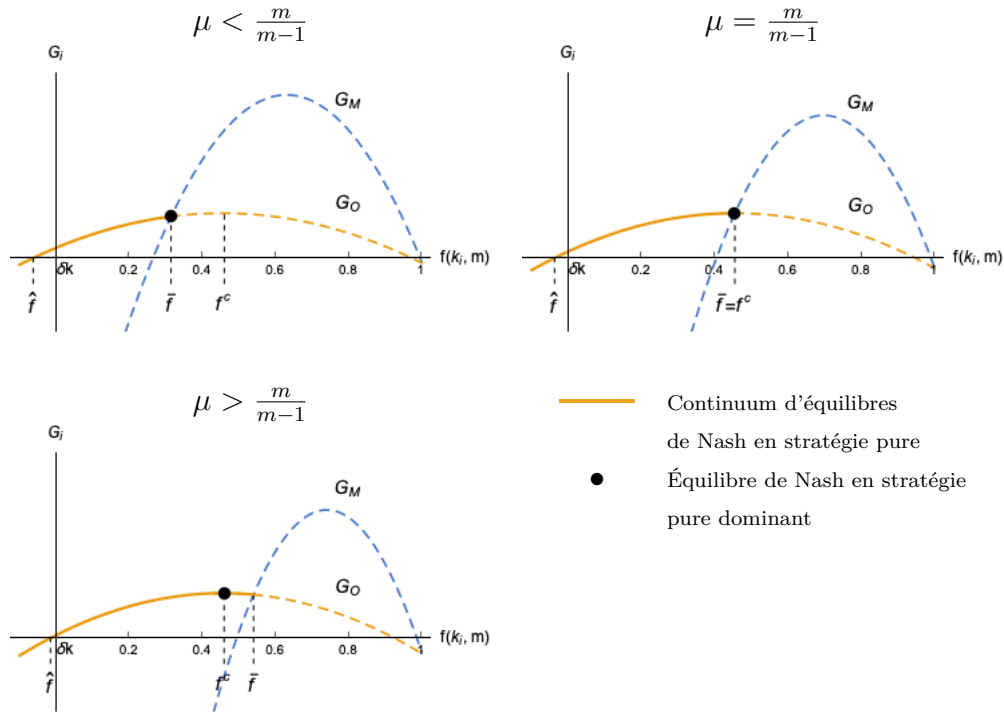 μ < m/(m−1)
G_i
G_M
G_O
δk 0.2 0.4 0.6 0.8 1 f(k_i, m)
f̂ f̄ f^c
μ = m/(m−1)
G_i
G_M
G_O
δk 0.2 0.4 0.6 0.8 1 f(k_i, m)
f̂ f̄=f^c
μ > m/(m−1)
G_i
G_M
G_O
δk 0.2 0.4 0.6 0.8 1 f(k_i, m)
f̂ f^c f̄
Continuum d'équilibres
de Nash en stratégie pure
Équilibre de Nash en stratégie
pure dominant